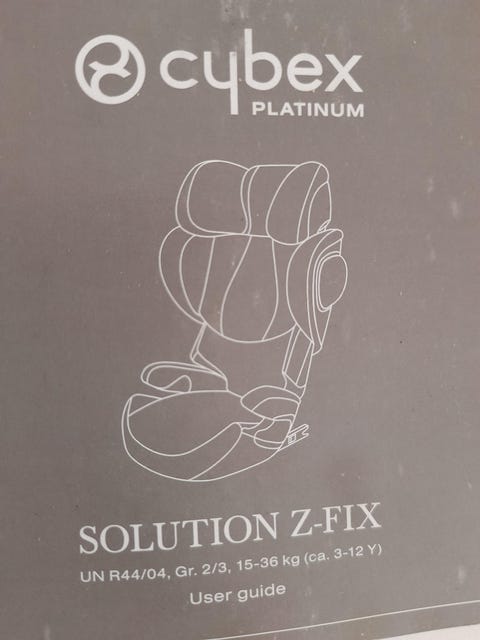 cybex
PLATINUM
SOLUTION Z-FIX
UN R44/04, Gr. 2/3, 15-36 kg (ca. 3-12 Y)
User guide